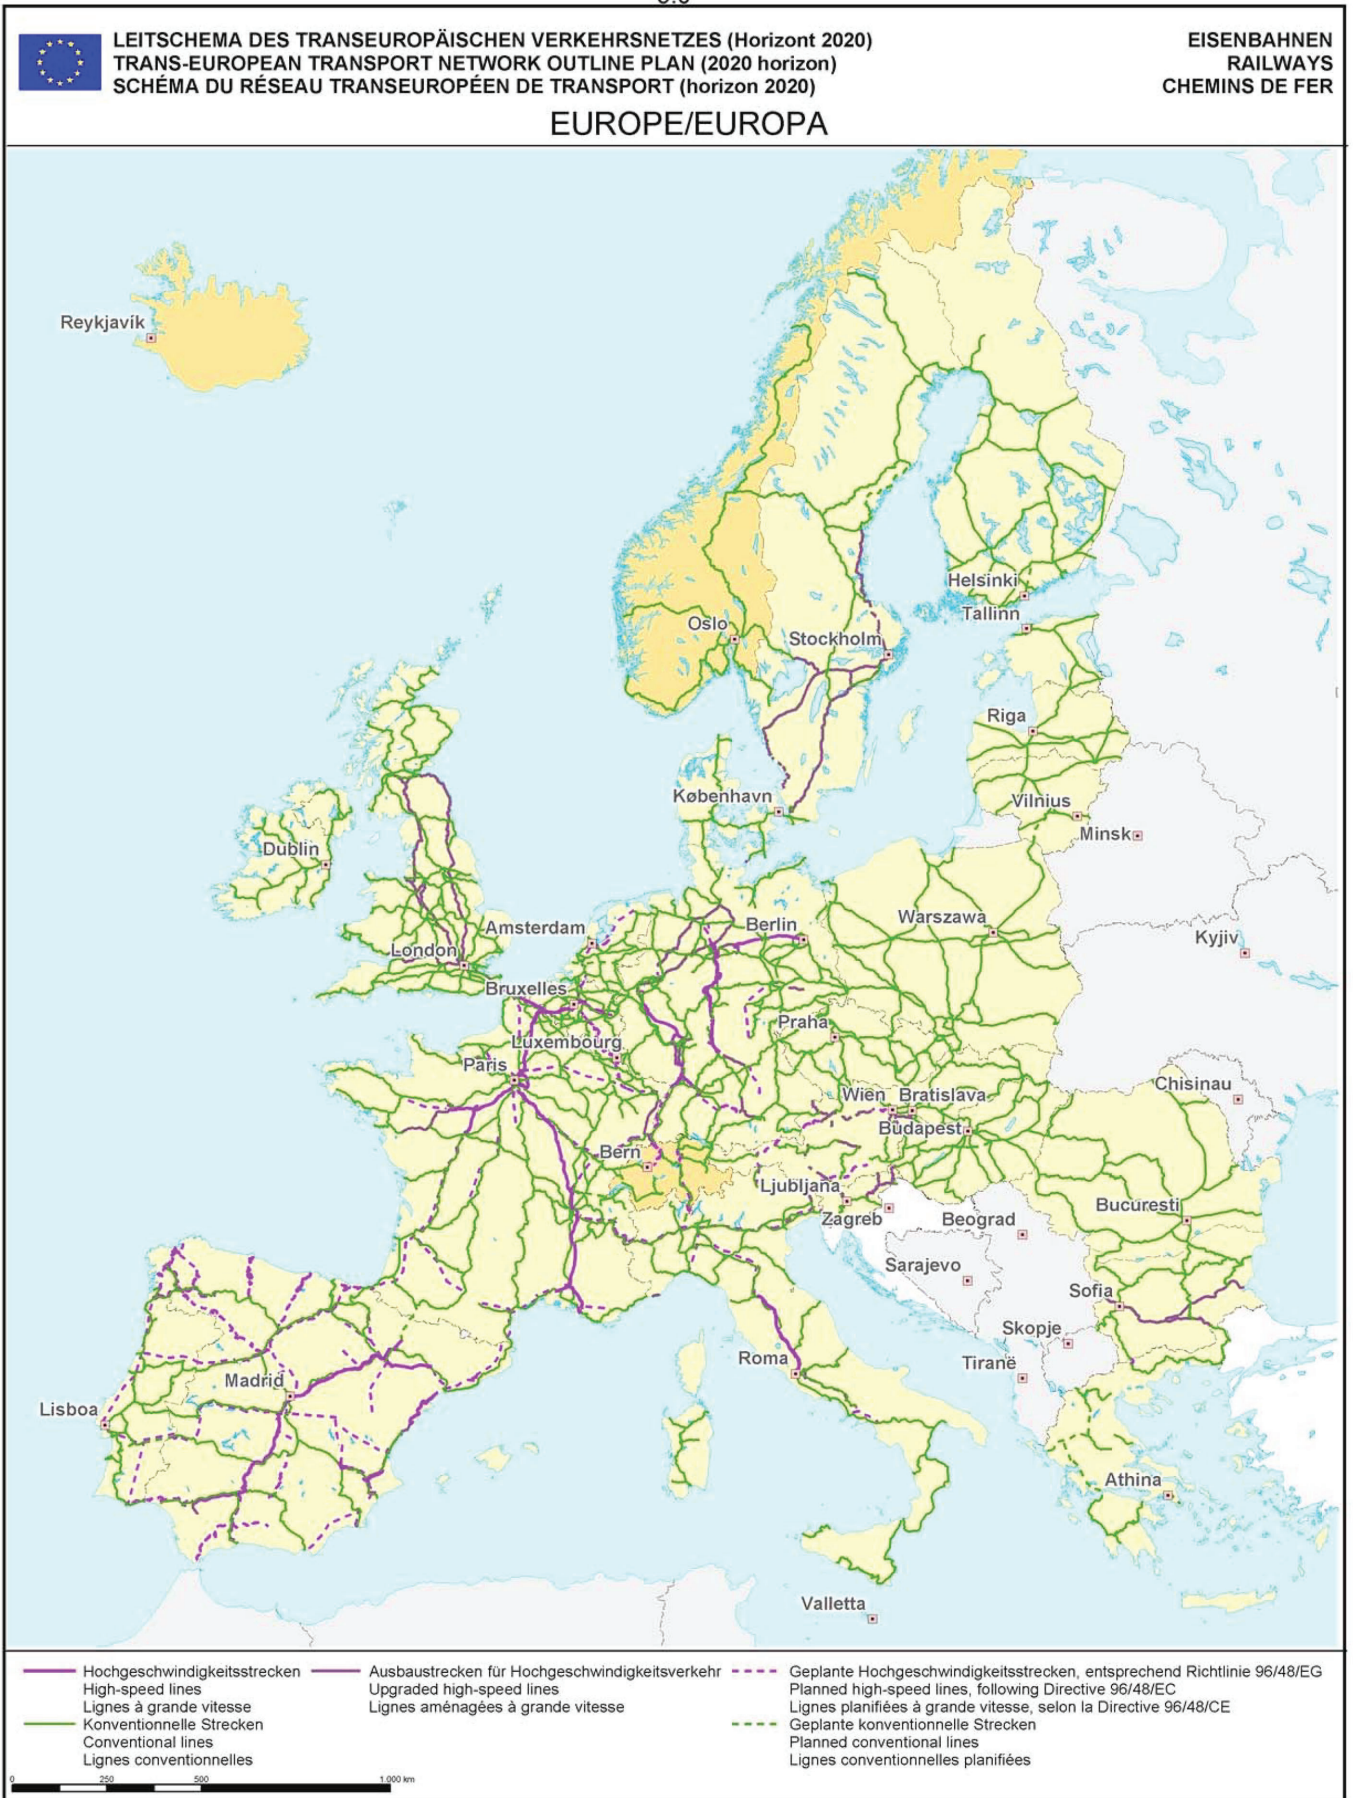 LEITSCHEMA DES TRANSEUROPÄISCHEN VERKEHRSNETZES (Horizont 2020)
TRANS-EUROPEAN TRANSPORT NETWORK OUTLINE PLAN (2020 horizon)
SCHÉMA DU RÉSEAU TRANSEUROPÉEN DE TRANSPORT (horizon 2020)
EISENBAHNEN
RAILWAYS
CHEMINS DE FER
EUROPE/EUROPA
Reykjavík
Helsinki
Tallinn
Oslo
Stockholm
Riga
København
Vilnius
Minsk
Dublin
Amsterdam
Berlin
Warszawa
Kyjiv
London
Bruxelles
Praha
Luxembourg
Paris
Chisinau
Wien
Bratislava
Budapest
Bern
Ljubljana
Zagreb
Beograd
Bucuresti
Sarajevo
Sofia
Skopje
Roma
Tiranë
Madrid
Lisboa
Athina
Valletta
Hochgeschwindigkeitsstrecken
High-speed lines
Lignes à grande vitesse
Konventionnelle Strecken
Conventional lines
Lignes conventionnelles
Ausbaustrecken für Hochgeschwindigkeitsverkehr
Upgraded high-speed lines
Lignes aménagées à grande vitesse
Geplante Hochgeschwindigkeitsstrecken, entsprechend Richtlinie 96/48/EG
Planned high-speed lines, following Directive 96/48/EC
Lignes planifiées à grande vitesse, selon la Directive 96/48/CE
Geplante konventionelle Strecken
Planned conventional lines
Lignes conventionnelles planifiées
0 250 500 1.000 km